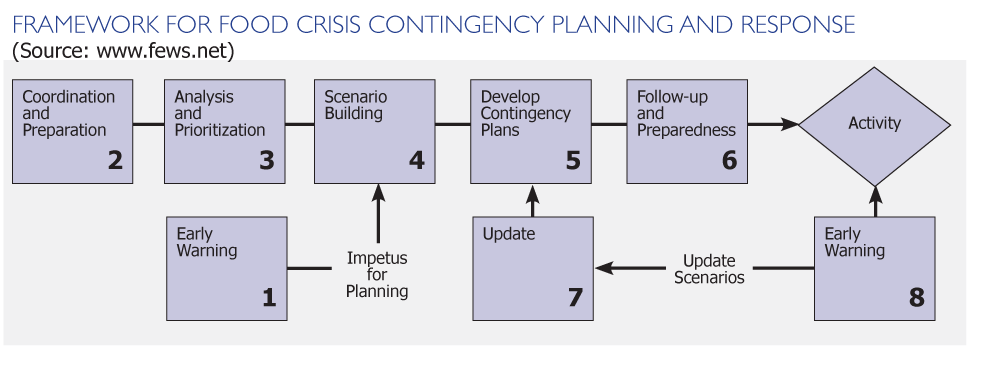 FRAMEWORK FOR FOOD CRISIS CONTINGENCY PLANNING AND RESPONSE
(Source: www.fews.net)
Coordination
and
Preparation
2
Analysis
and
Prioritization
3
Scenario
Building
4
Develop
Contingency
Plans
5
Follow-up
and
Preparedness
6
Activity
Early
Warning
1
Impetus
for
Planning
Update
7
Update
Scenarios
Early
Warning
8